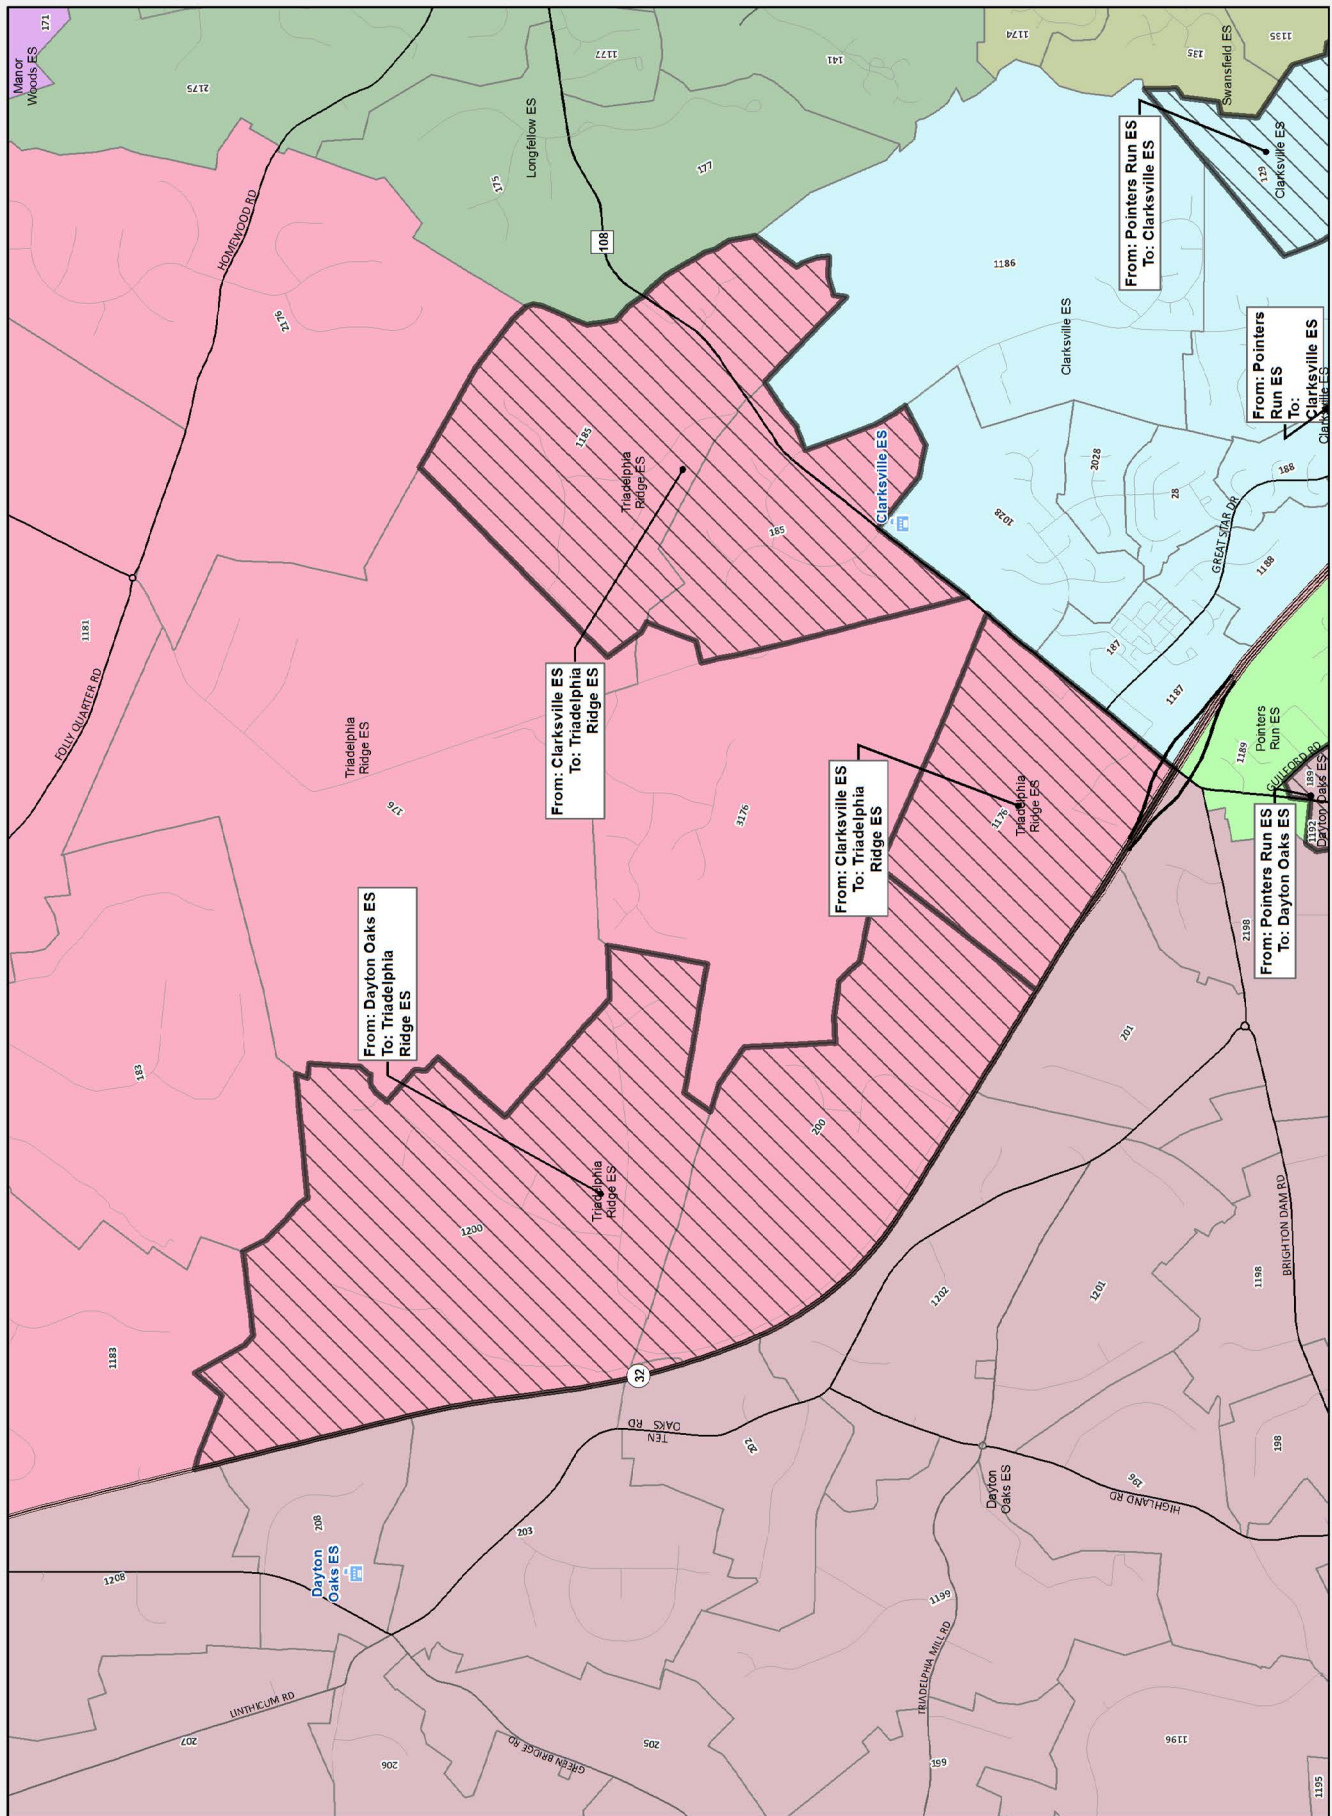 Manor
Woods ES
171
2175
1177
141
1174
135
Swansfield ES
1135
HOMEWOOD RD
Longfellow ES
175
177
108
From: Pointers Run ES
To: Clarksville ES
129
Clarksville ES
2176
1186
Clarksville ES
From: Pointers
Run ES
To:
Clarksville ES
Clarksville ES
1185
Triadelphia
Ridge ES
185
Clarksville ES
2028
28
188
1028
GREAT STAR DR
1188
1181
FOLLY QUARTER RD
187
1187
Triadelphia
Ridge ES
From: Clarksville ES
To: Triadelphia
Ridge ES
176
3176
From: Clarksville ES
To: Triadelphia
Ridge ES
1176
Triadelphia
Ridge ES
Pointers
Run ES
1189
GUILFORD RD
189
1192
Dayton Oaks ES
From: Pointers Run ES
To: Dayton Oaks ES
2198
From: Dayton Oaks ES
To: Triadelphia
Ridge ES
183
201
200
Triadelphia
Ridge ES
1200
BRIGHTON DAM RD
1198
1201
1202
1183
32
TEN
OAKS RD
202
198
Dayton
Oaks ES
196
HIGHLAND RD
208
203
Dayton
Oaks ES
1208
1199
TRIADELPHIA MILL RD
LINTHICUM RD
207
206
GREEN BRIDGE RD
205
199
1196
1195